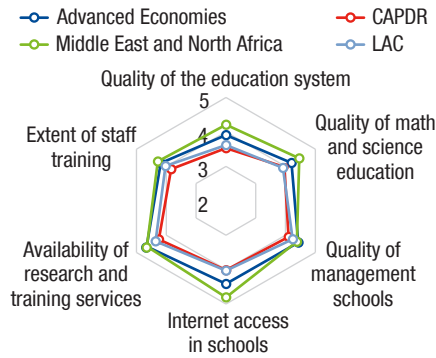 Advanced Economies
CAPDR
Middle East and North Africa
LAC
Quality of the education system
5
4
3
2
Quality of math
and science
education
Quality of
management
schools
Internet access
in schools
Availability of
research and
training services
Extent of staff
training